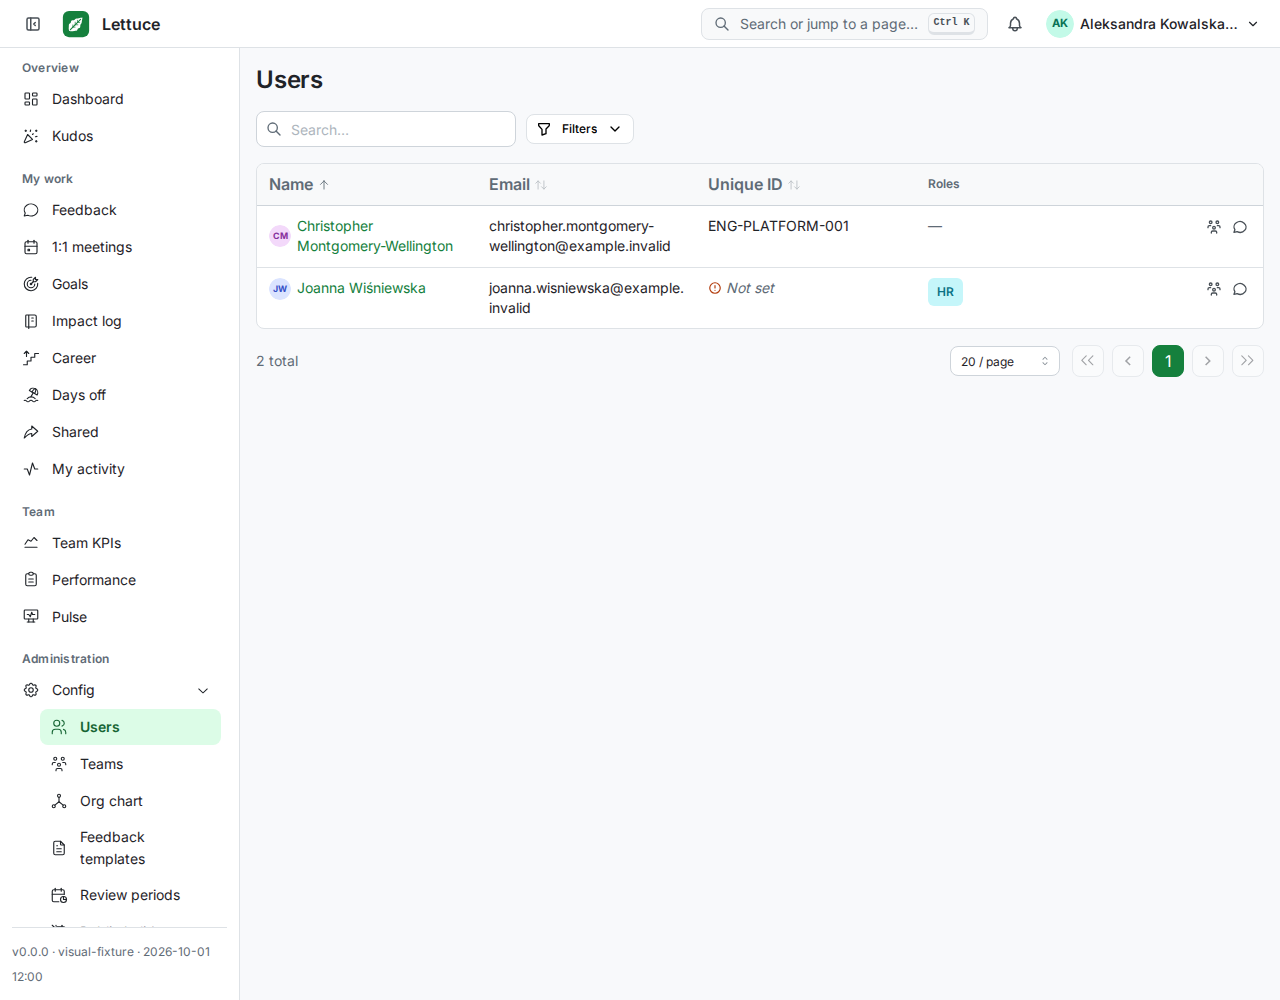 Lettuce
Search or jump to a page...
Ctrl K
AK
Aleksandra Kowalska...
Overview
Dashboard
Kudos
My work
Feedback
1:1 meetings
Goals
Impact log
Career
Days off
Shared
My activity
Team
Team KPIs
Performance
Pulse
Administration
Config
Users
Teams
Org chart
Feedback
templates
Review periods
v0.0.0 · visual-fixture · 2026-10-01
12:00
Users
Search...
Filters
Name
Email
Unique ID
Roles
CM
Christopher
Montgomery-Wellington
christopher.montgomery-
wellington@example.invalid
ENG-PLATFORM-001
—
JW
Joanna Wiśniewska
joanna.wisniewska@example.
invalid
Not set
HR
2 total
20 / page
1